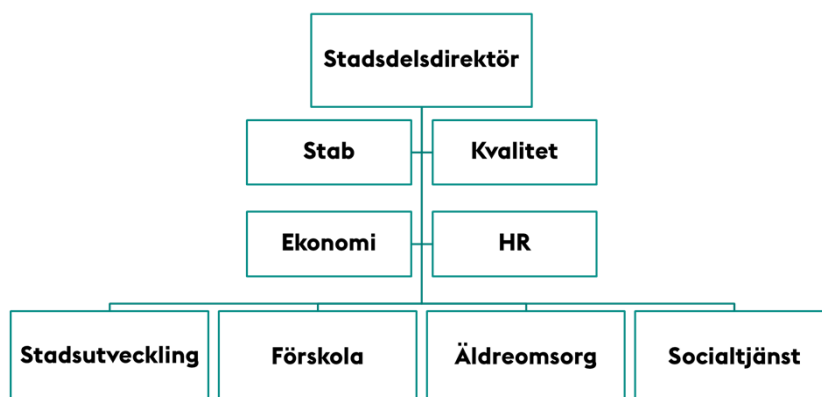 Stadsdelsdirektör
Stab
Kvalitet
Ekonomi
HR
Stadsutveckling
Förskola
Äldreomsorg
Socialtjänst